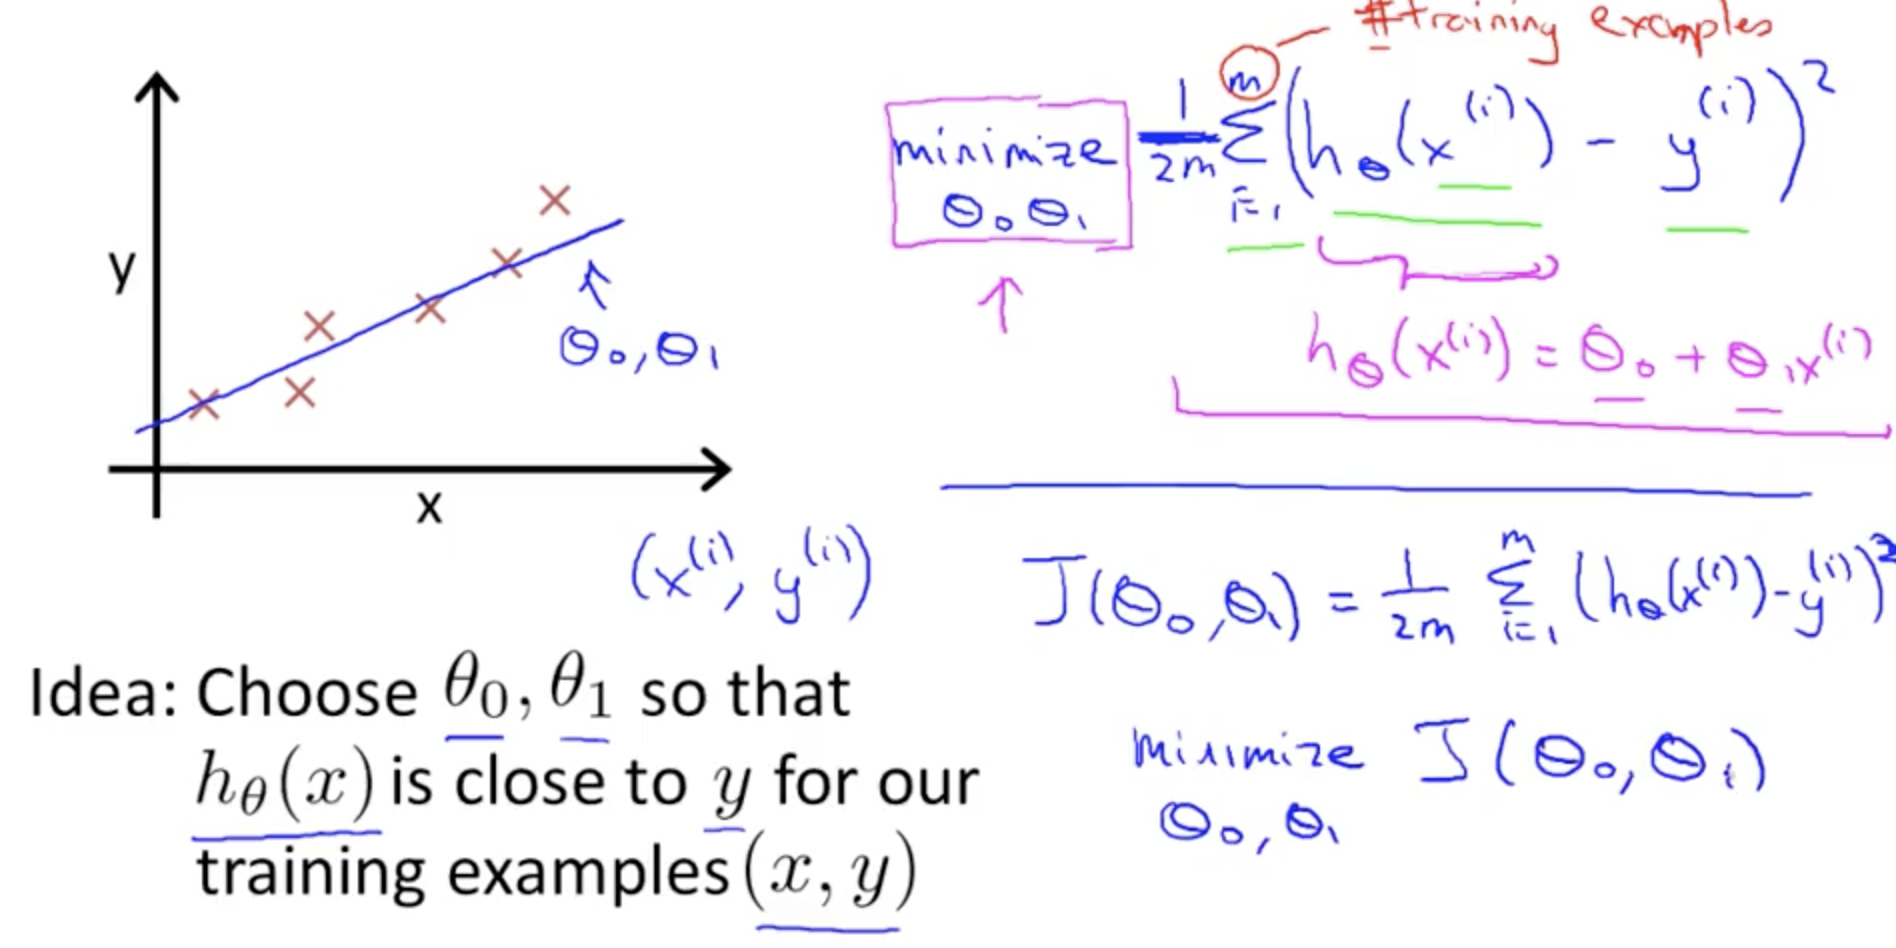 #training examples
minimize θ₀ θ₁ 1/2m Σ_{i=1}^{m} (h_θ(x^{(i)}) - y^{(i)})²
y
θ₀, θ₁
h_θ(x^{(i)}) = θ₀ + θ₁x^{(i)}
x
(x^{(i)}, y^{(i)})
J(θ₀, θ₁) = 1/2m Σ_{i=1}^{m} (h_θ(x^{(i)}) - y^{(i)})²
Idea: Choose θ₀, θ₁ so that
h_θ(x) is close to y for our
training examples (x, y)
minimize J(θ₀, θ₁)
θ₀, θ₁